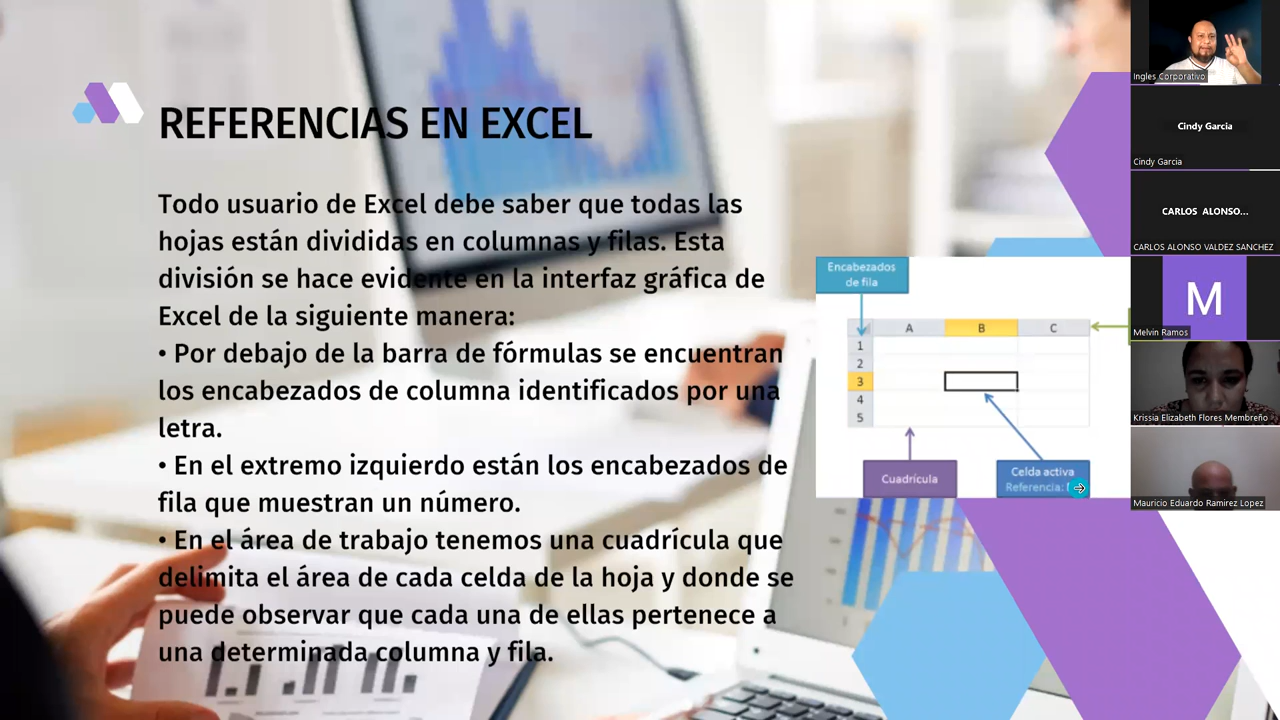 REFERENCIAS EN EXCEL
Todo usuario de Excel debe saber que todas las
hojas están divididas en columnas y filas. Esta
división se hace evidente en la interfaz gráfica de
Excel de la siguiente manera:
• Por debajo de la barra de fórmulas se encuentran
los encabezados de columna identificados por una
letra.
• En el extremo izquierdo están los encabezados de
fila que muestran un número.
• En el área de trabajo tenemos una cuadrícula que
delimita el área de cada celda de la hoja y donde se
puede observar que cada una de ellas pertenece a
una determinada columna y fila.
Encabezados
de fila
A B C
1
2
3
4
5
Cuadrícula
Celda activa
Referencia:
Ingles Corporativo
Cindy Garcia
Cindy Garcia
CARLOS ALONSO...
CARLOS ALONSO VALDEZ SANCHEZ
M
Melvin Ramos
Krissia Elizabeth Flores Membreño
Mauricio Eduardo Ramirez Lopez